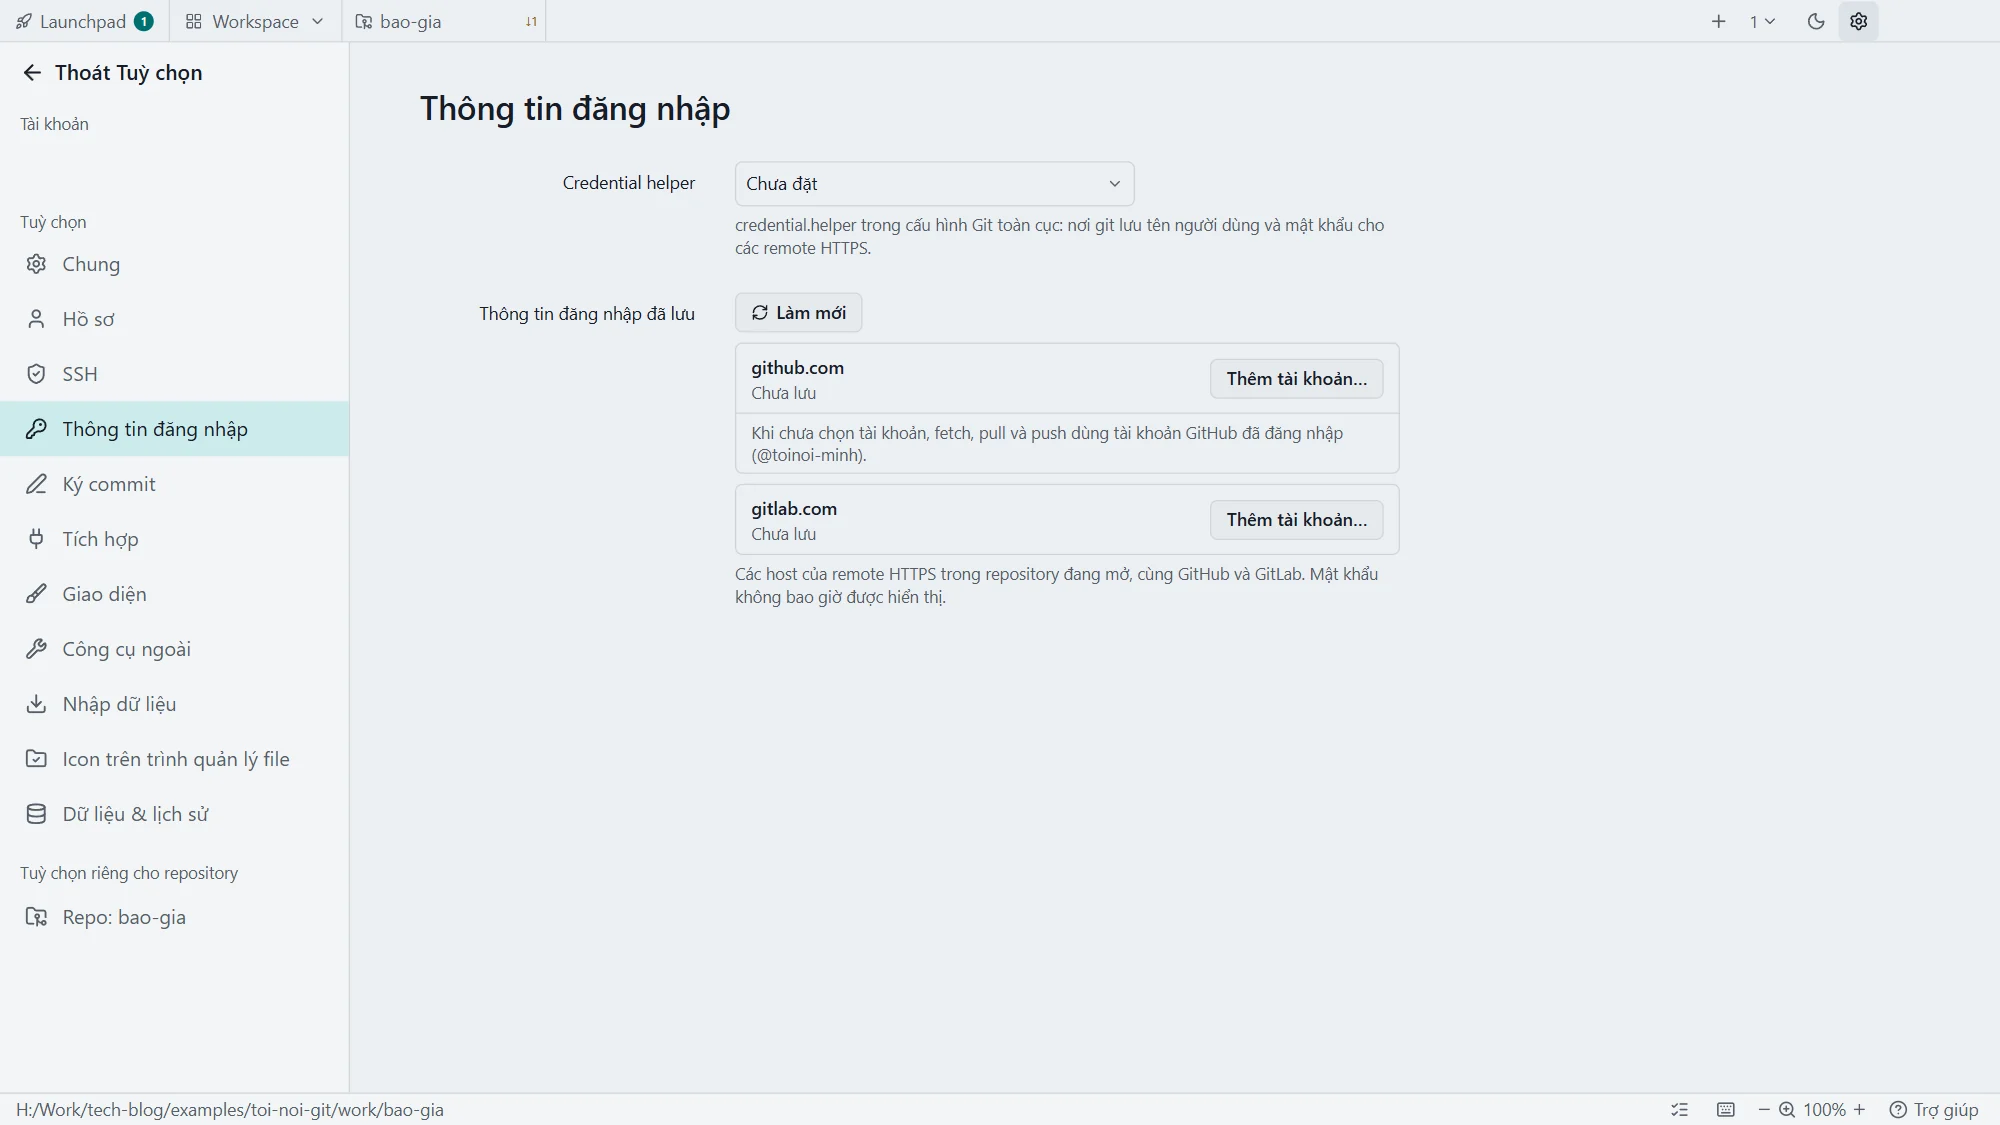 Launchpad 1
Workspace
bao-gia
↓1
1
Thoát Tuỳ chọn
Tài khoản
Tuỳ chọn
Chung
Hồ sơ
SSH
Thông tin đăng nhập
Ký commit
Tích hợp
Giao diện
Công cụ ngoài
Nhập dữ liệu
Icon trên trình quản lý file
Dữ liệu & lịch sử
Tuỳ chọn riêng cho repository
Repo: bao-gia
Thông tin đăng nhập
Credential helper
Chưa đặt
credential.helper trong cấu hình Git toàn cục: nơi git lưu tên người dùng và mật khẩu cho
các remote HTTPS.
Thông tin đăng nhập đã lưu
Làm mới
github.com
Chưa lưu
Thêm tài khoản...
Khi chưa chọn tài khoản, fetch, pull và push dùng tài khoản GitHub đã đăng nhập
(@toinoi-minh).
gitlab.com
Chưa lưu
Thêm tài khoản...
Các host của remote HTTPS trong repository đang mở, cùng GitHub và GitLab. Mật khẩu
không bao giờ được hiển thị.
H:/Work/tech-blog/examples/toi-noi-git/work/bao-gia
100%
Trợ giúp